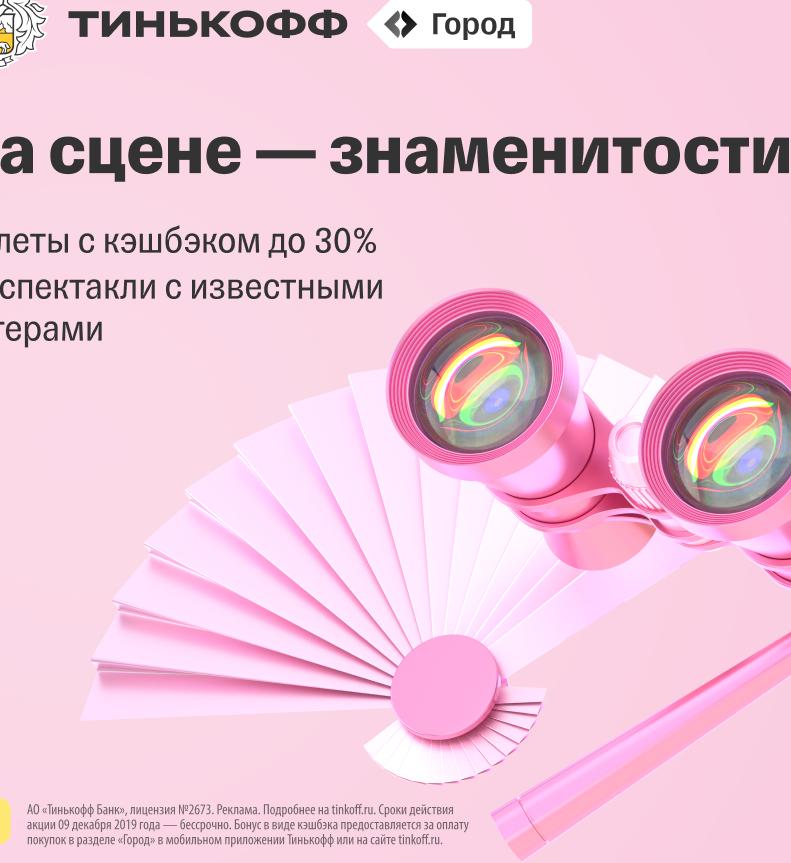 ТИНЬКОФФ Город
а сцене — знаменитости
леты с кэшбэком до 30%
спектакли с известными
терами
АО «Тинькофф Банк», лицензия №2673. Реклама. Подробнее на tinkoff.ru. Сроки действия
акции 09 декабря 2019 года — бессрочно. Бонус в виде кэшбэка предоставляется за оплату
покупок в разделе «Город» в мобильном приложении Тинькофф или на сайте tinkoff.ru.